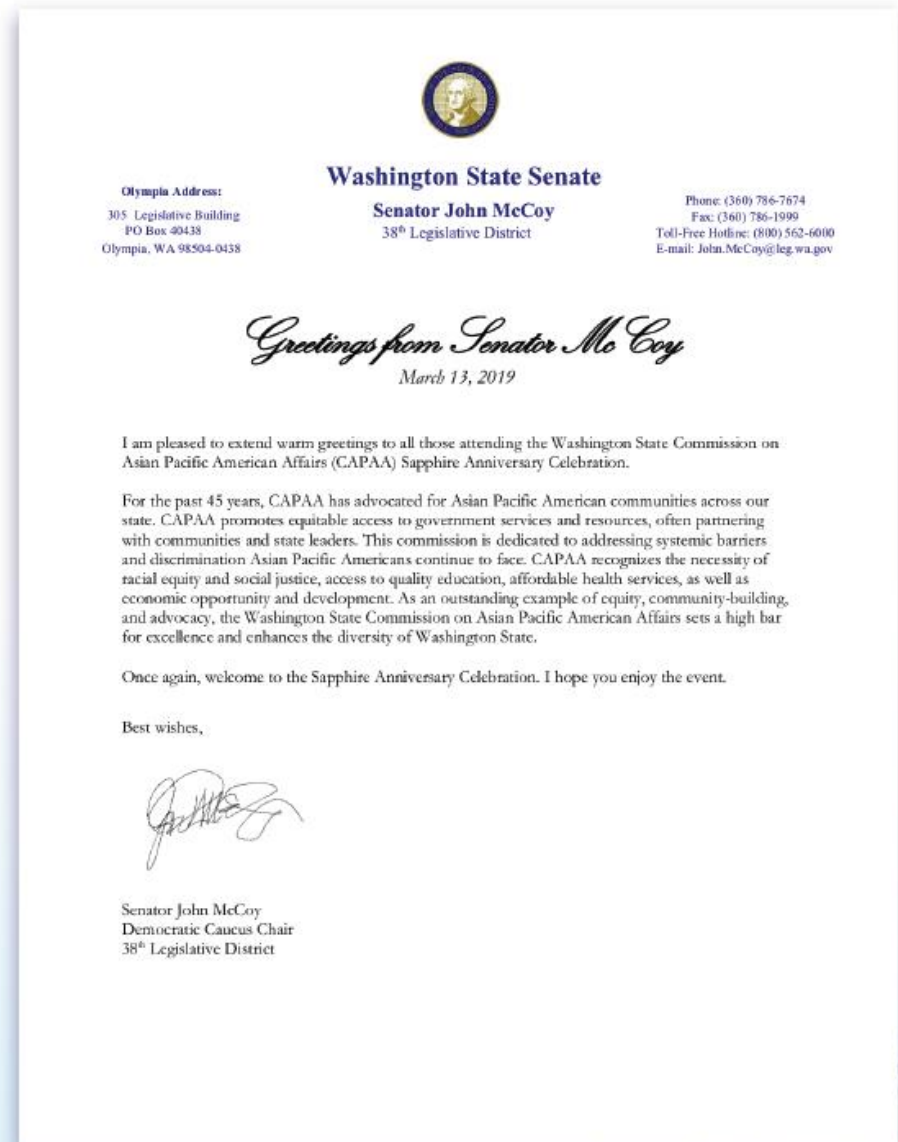 Washington State Senate
Olympia Address:
305 Legislative Building
PO Box 40438
Olympia, WA 98504-0438
Senator John McCoy
38th Legislative District
Phone: (360) 786-7674
Fax: (360) 786-1999
Toll-Free Hotline: (800) 562-6000
E-mail: John.McCoy@leg.wa.gov
Greetings from Senator McCoy
March 13, 2019
I am pleased to extend warm greetings to all those attending the Washington State Commission on
Asian Pacific American Affairs (CAPAA) Sapphire Anniversary Celebration.
For the past 45 years, CAPAA has advocated for Asian Pacific American communities across our
state. CAPAA promotes equitable access to government services and resources, often partnering
with communities and state leaders. This commission is dedicated to addressing systemic barriers
and discrimination Asian Pacific Americans continue to face. CAPAA recognizes the necessity of
racial equity and social justice, access to quality education, affordable health services, as well as
economic opportunity and development. As an outstanding example of equity, community-building,
and advocacy, the Washington State Commission on Asian Pacific American Affairs sets a high bar
for excellence and enhances the diversity of Washington State.
Once again, welcome to the Sapphire Anniversary Celebration. I hope you enjoy the event.
Best wishes,
Senator John McCoy
Democratic Caucus Chair
38th Legislative District